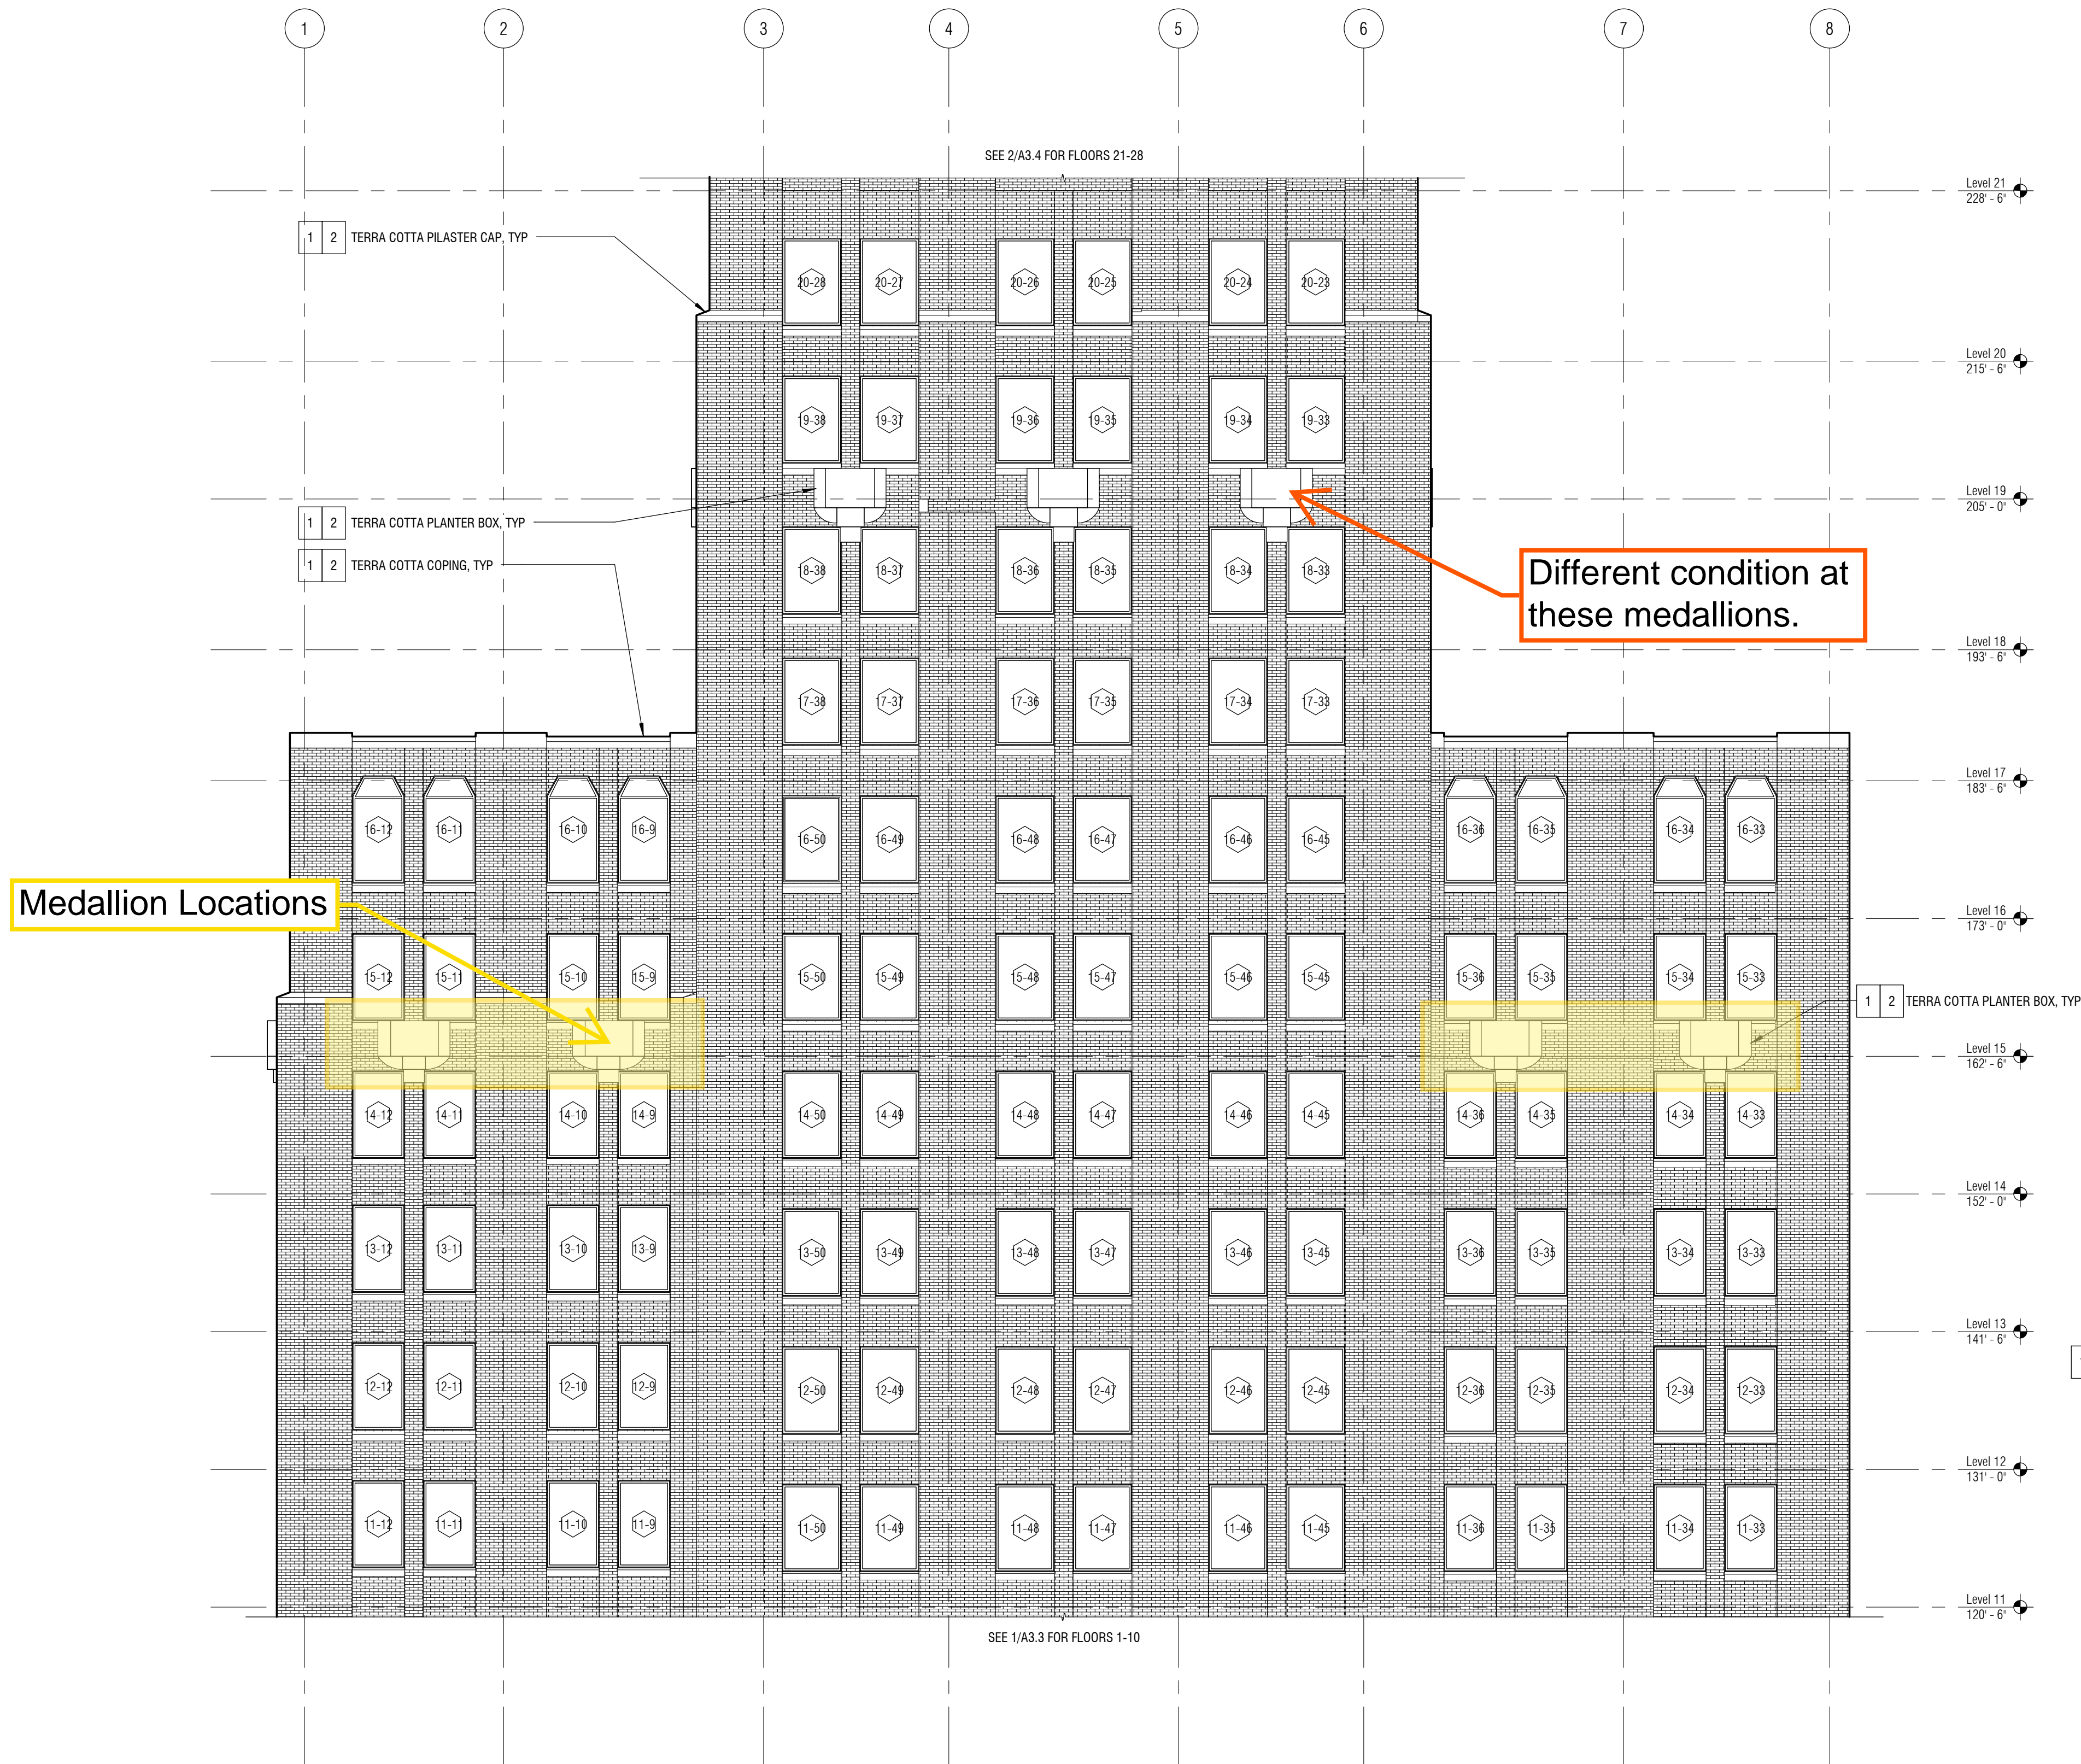 1 2 3 4 5 6 7 8
SEE 2/A3.4 FOR FLOORS 21-28
Level 21
228' - 6"
1 2 TERRA COTTA PILASTER CAP, TYP
20-28 20-27 20-26 20-25 20-24 20-23
Level 20
215' - 6"
19-38 19-37 19-36 19-35 19-34 19-33
Level 19
205' - 0"
1 2 TERRA COTTA PLANTER BOX, TYP
1 2 TERRA COTTA COPING, TYP
18-38 18-37 18-36 18-35 18-34 18-33
Different condition at
these medallions.
Level 18
193' - 6"
17-38 17-37 17-36 17-35 17-34 17-33
Level 17
183' - 6"
16-12 16-11 16-10 16-9 16-50 16-49 16-48 16-47 16-46 16-45 16-36 16-35 16-34 16-33
Medallion Locations
Level 16
173' - 0"
15-12 15-11 15-10 15-9 15-50 15-49 15-48 15-47 15-46 15-45 15-36 15-35 15-34 15-33
1 2 TERRA COTTA PLANTER BOX, TYP
Level 15
162' - 6"
14-12 14-11 14-10 14-9 14-50 14-49 14-48 14-47 14-46 14-45 14-36 14-35 14-34 14-33
Level 14
152' - 0"
13-12 13-11 13-10 13-9 13-50 13-49 13-48 13-47 13-46 13-45 13-36 13-35 13-34 13-33
Level 13
141' - 6"
12-12 12-11 12-10 12-9 12-50 12-49 12-48 12-47 12-46 12-45 12-36 12-35 12-34 12-33
Level 12
131' - 0"
11-12 11-11 11-10 11-9 11-50 11-49 11-48 11-47 11-46 11-45 11-36 11-35 11-34 11-33
Level 11
120' - 6"
SEE 1/A3.3 FOR FLOORS 1-10